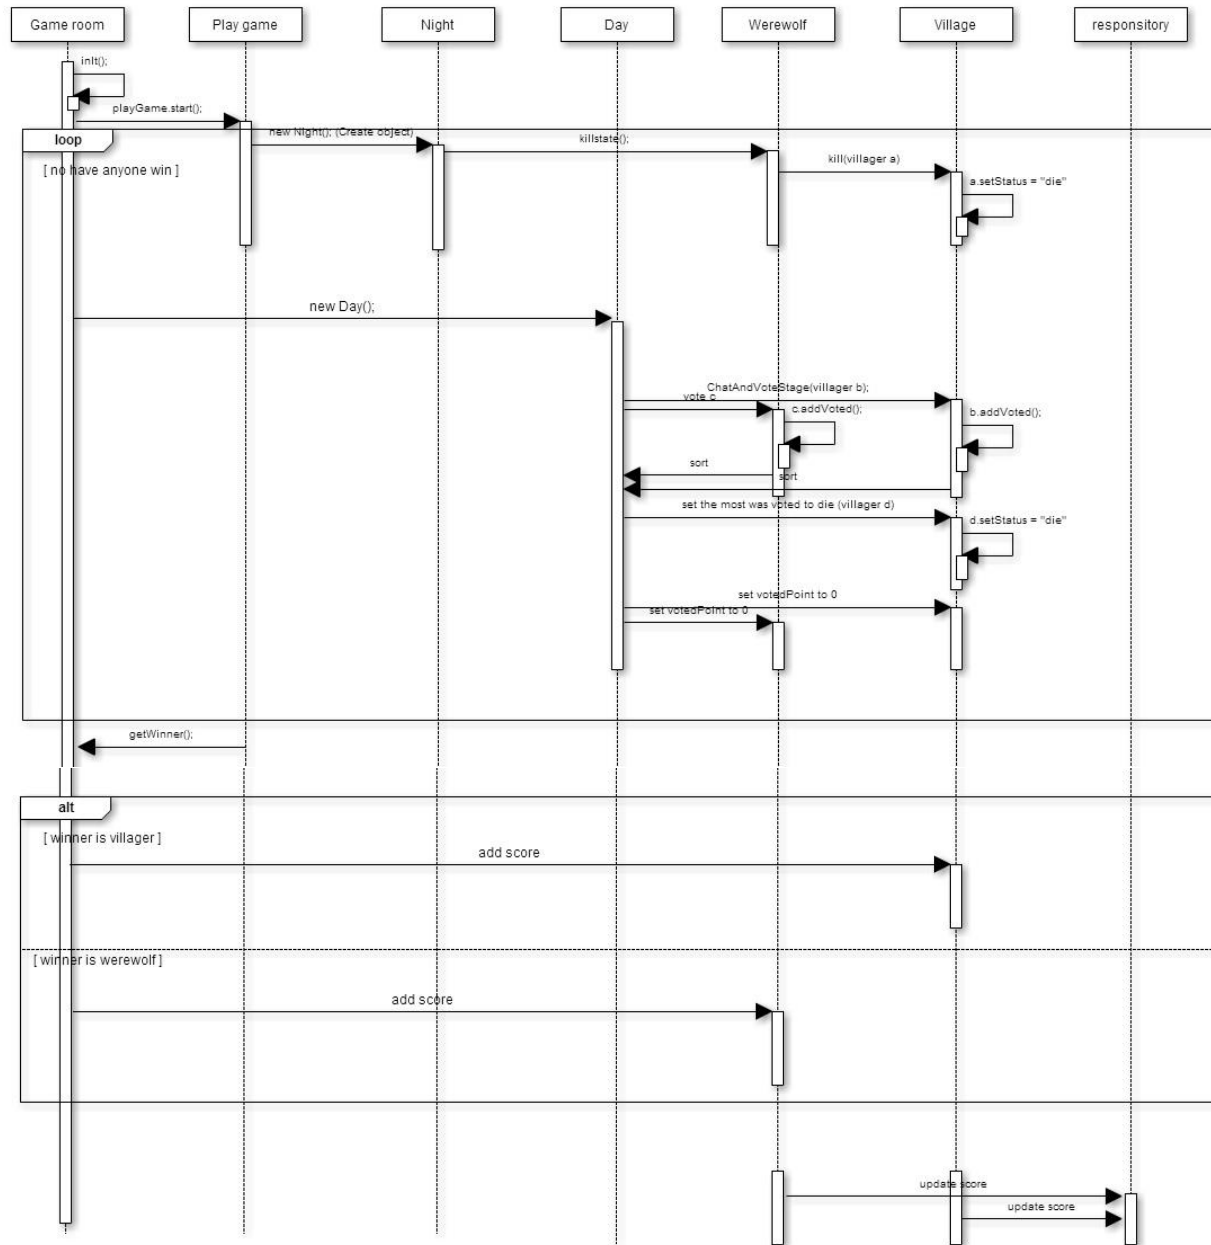 Game room
Play game
Night
Day
Werewolf
Village
responsitory
inIt();
playGame.start();
loop
new Night(); (Create object)
killstate();
[ no have anyone win ]
kill(villager a)
a.setStatus = "die"
new Day();
ChatAndVoteStage(villager b);
vote c
c.addVoted();
b.addVoted();
sort
sort
set the most was voted to die (villager d)
d.setStatus = "die"
set votedPoint to 0
set votedPoint to 0
getWinner();
alt
[ winner is villager ]
add score
[ winner is werewolf ]
add score
update score
update score